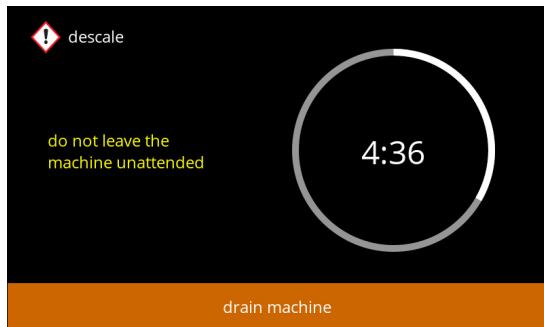 descale
do not leave the
machine unattended
4:36
drain machine